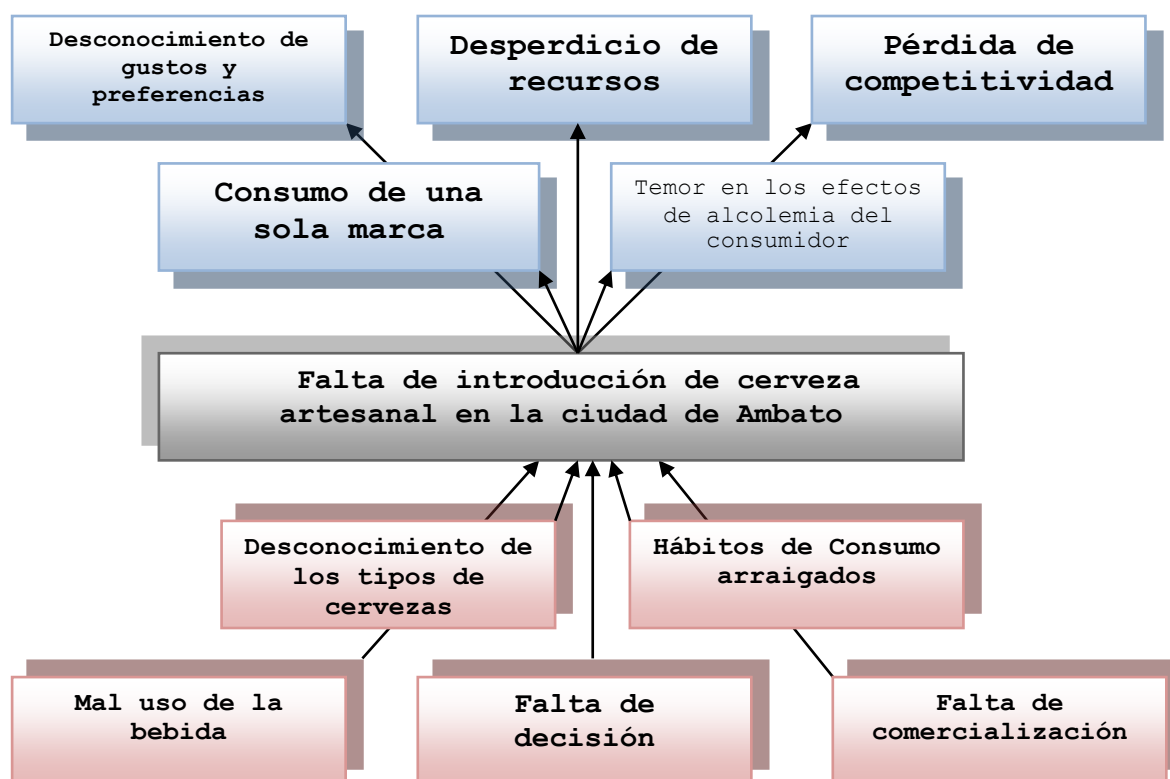 Desconocimiento de
gustos y
preferencias
Desperdicio de
recursos
Pérdida de
competitividad
Consumo de una
sola marca
Temor en los efectos
de alcolemia del
consumidor
Falta de introducción de cerveza
artesanal en la ciudad de Ambato
Desconocimiento de
los tipos de
cervezas
Hábitos de Consumo
arraigados
Mal uso de la
bebida
Falta de
decisión
Falta de
comercialización